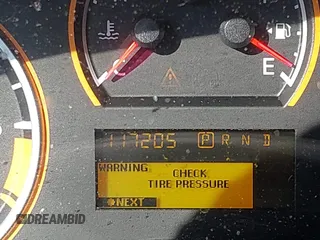 C E
117205 P R N D
WARNING
CHECK
TIRE PRESSURE
NEXT
DREAMBID